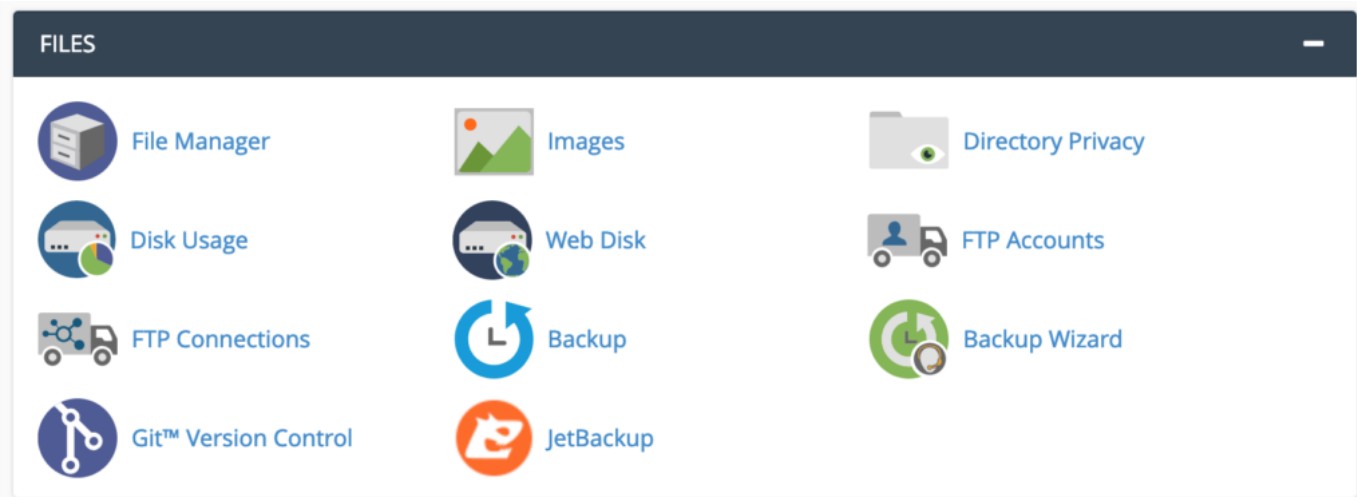 FILES
File Manager
Images
Directory Privacy
Disk Usage
Web Disk
FTP Accounts
FTP Connections
Backup
Backup Wizard
Git™ Version Control
JetBackup